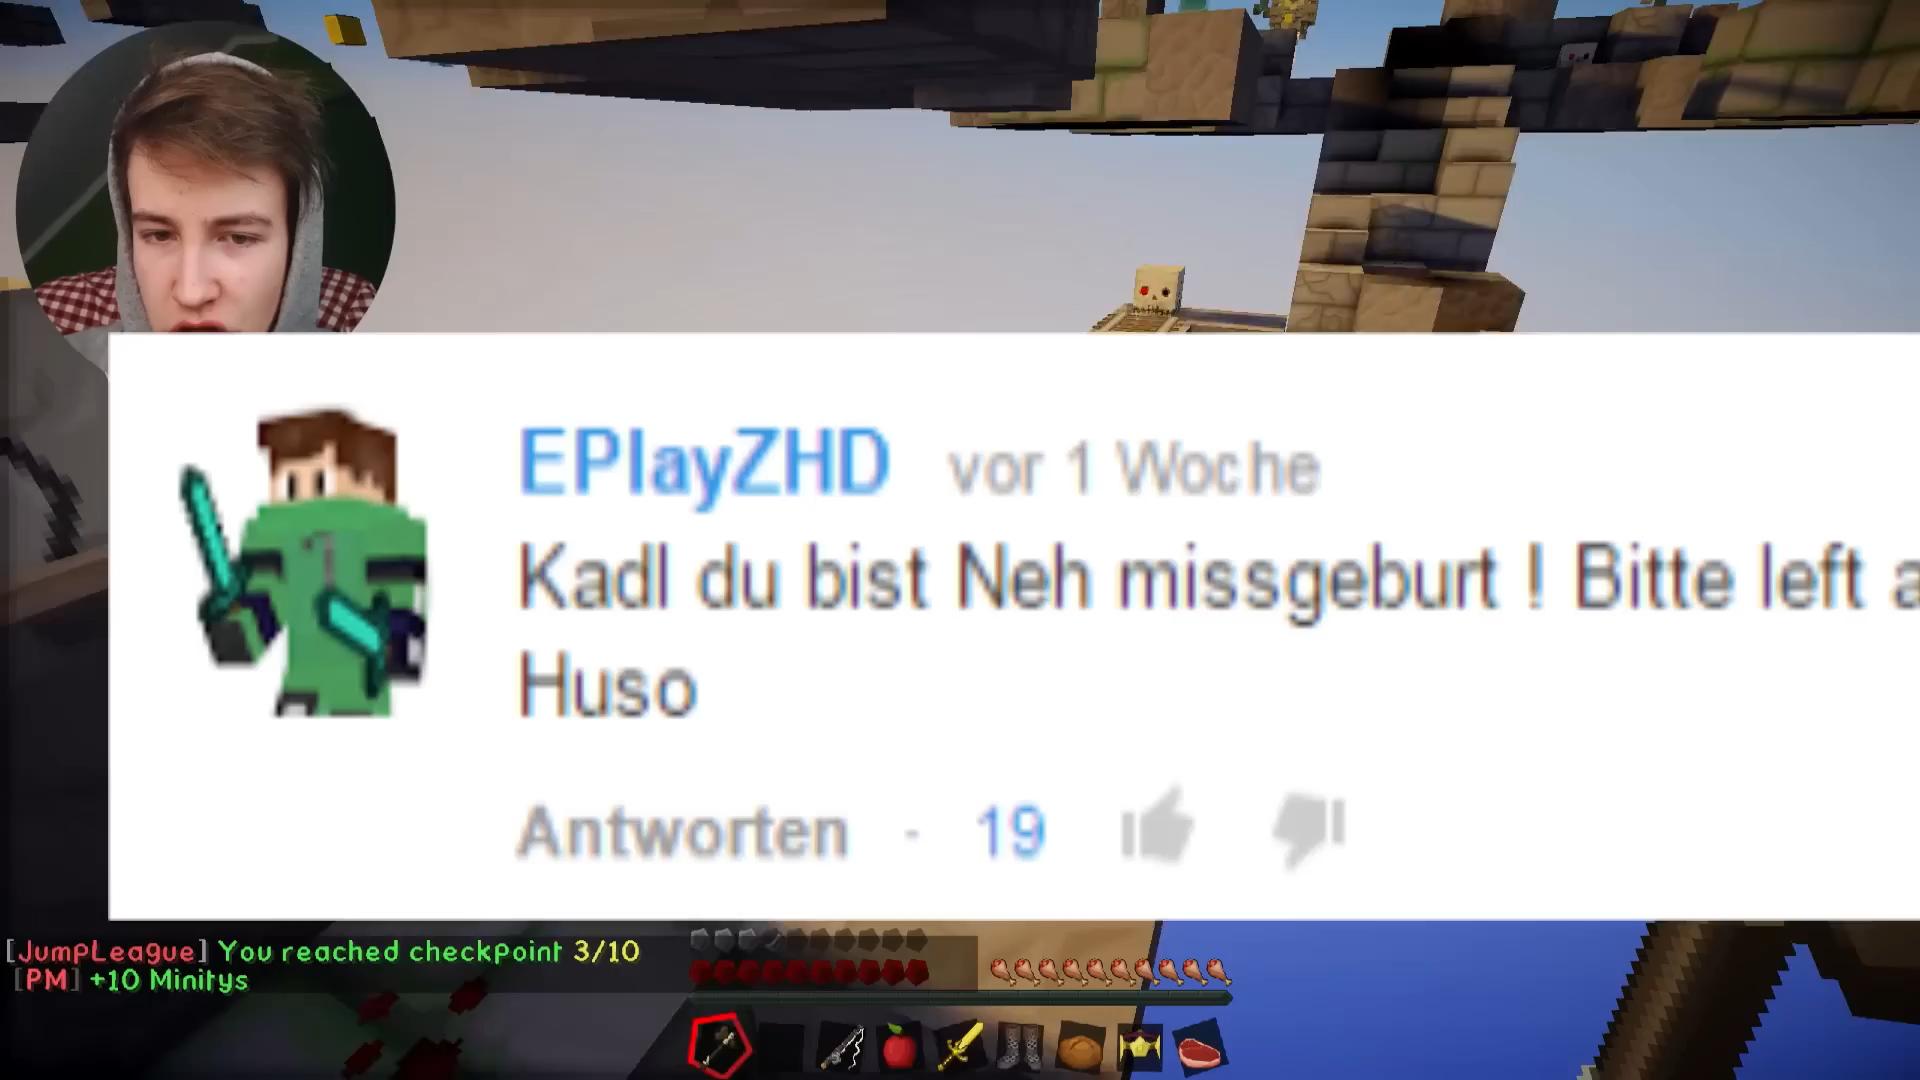 EPlayZHD vor 1 Woche
Kadl du bist Neh missgeburt ! Bitte left a
Huso
Antworten · 19
[JumpLeague] You reached checkpoint 3/10
[PM] +10 Minitys